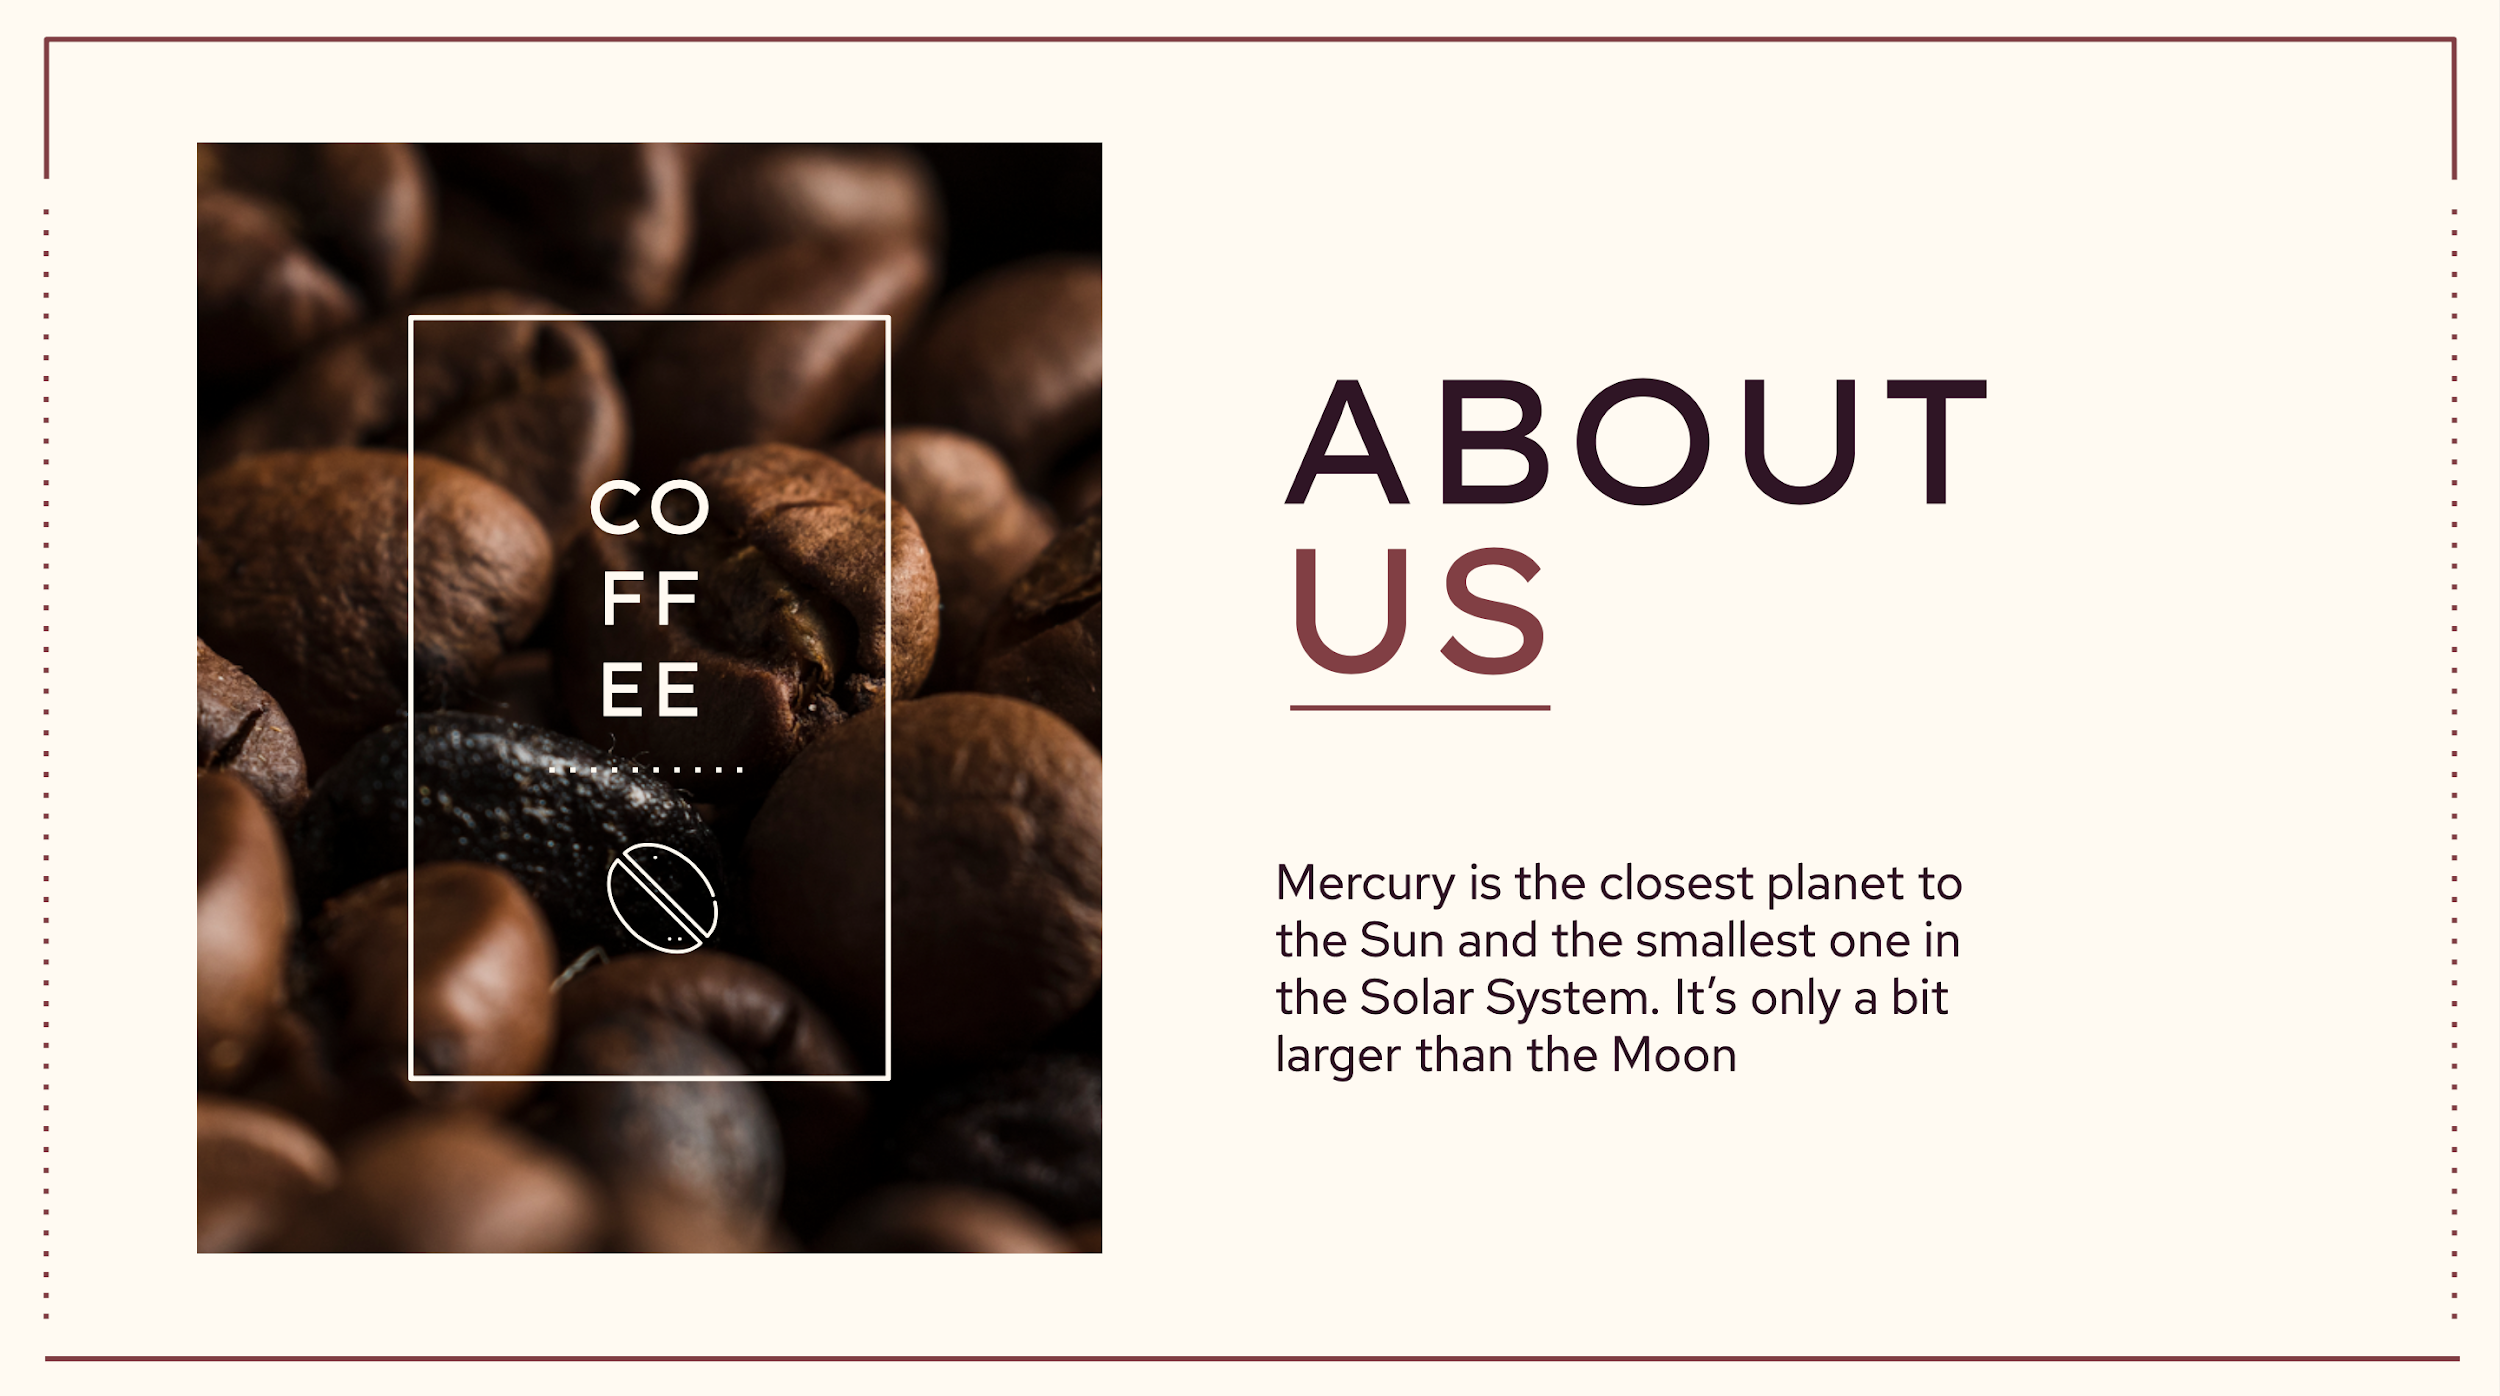 CO
FF
EE
ABOUT
US
Mercury is the closest planet to
the Sun and the smallest one in
the Solar System. It’s only a bit
larger than the Moon